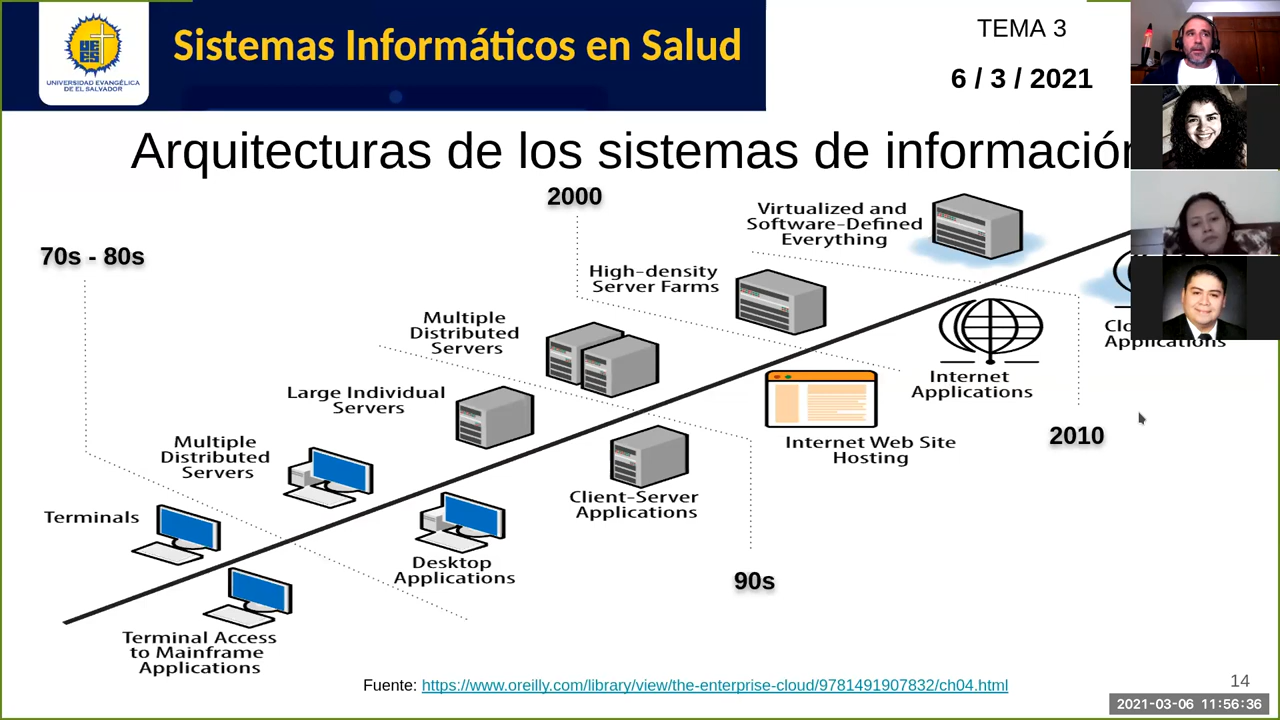 UNIVERSIDAD EVANGÉLICA
DE EL SALVADOR
Sistemas Informáticos en Salud
TEMA 3
6 / 3 / 2021
Arquitecturas de los sistemas de información
2000
70s - 80s
Virtualized and
Software-Defined
Everything
High-density
Server Farms
Multiple
Distributed
Servers
Large Individual
Servers
Multiple
Distributed
Servers
Terminals
Terminal Access
to Mainframe
Applications
Desktop
Applications
Client-Server
Applications
Internet Web Site
Hosting
Internet
Applications
Applications
2010
90s
Fuente: https://www.oreilly.com/library/view/the-enterprise-cloud/9781491907832/ch04.html
14
2021-03-06 11:56:36